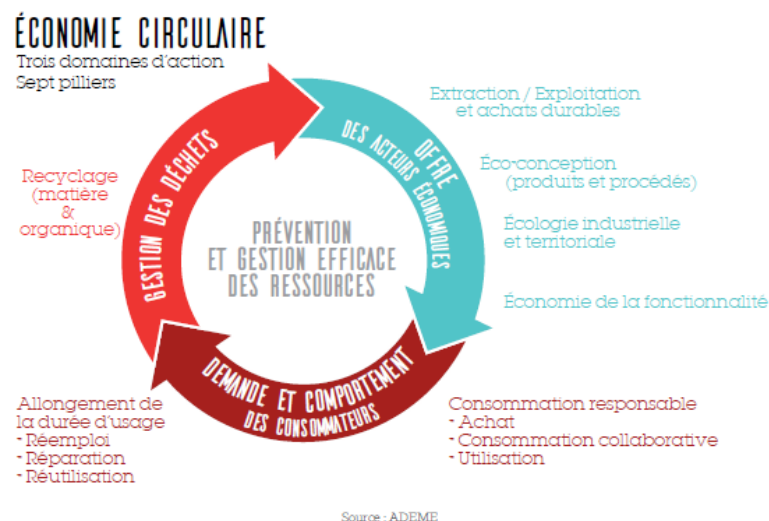 ÉCONOMIE CIRCULAIRE
Trois domaines d'action
Sept pilliers
Extraction / Exploitation
et achats durables
Éco-conception
(produits et procédés)
Écologie industrielle
et territoriale
Économie de la fonctionnalité
OFFRE
DES ACTEURS ÉCONOMIQUES
GESTION DES DÉCHETS
Recyclage
(matière
&
organique)
PRÉVENTION
ET GESTION EFFICACE
DES RESSOURCES
DEMANDE ET COMPORTEMENT
DES CONSOMMATEURS
Allongement de
la durée d'usage
- Réemploi
- Réparation
- Réutilisation
Consommation responsable
- Achat
- Consommation collaborative
- Utilisation
Source : ADEME